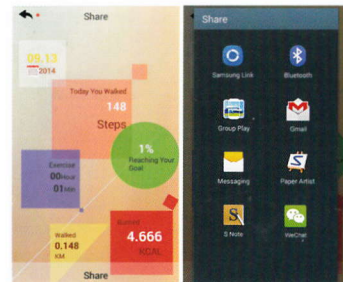 Share
09.13
2014
Today You Walked
148
Steps
1%
Reaching Your
Goal
Exercise
00Hour
01Min
Walked
0.148
KM
Burned
4.666
KCAL
Share
Share
Samsung Link
Bluetooth
Group Play
Gmail
Messaging
Paper Artist
S Note
WeChat